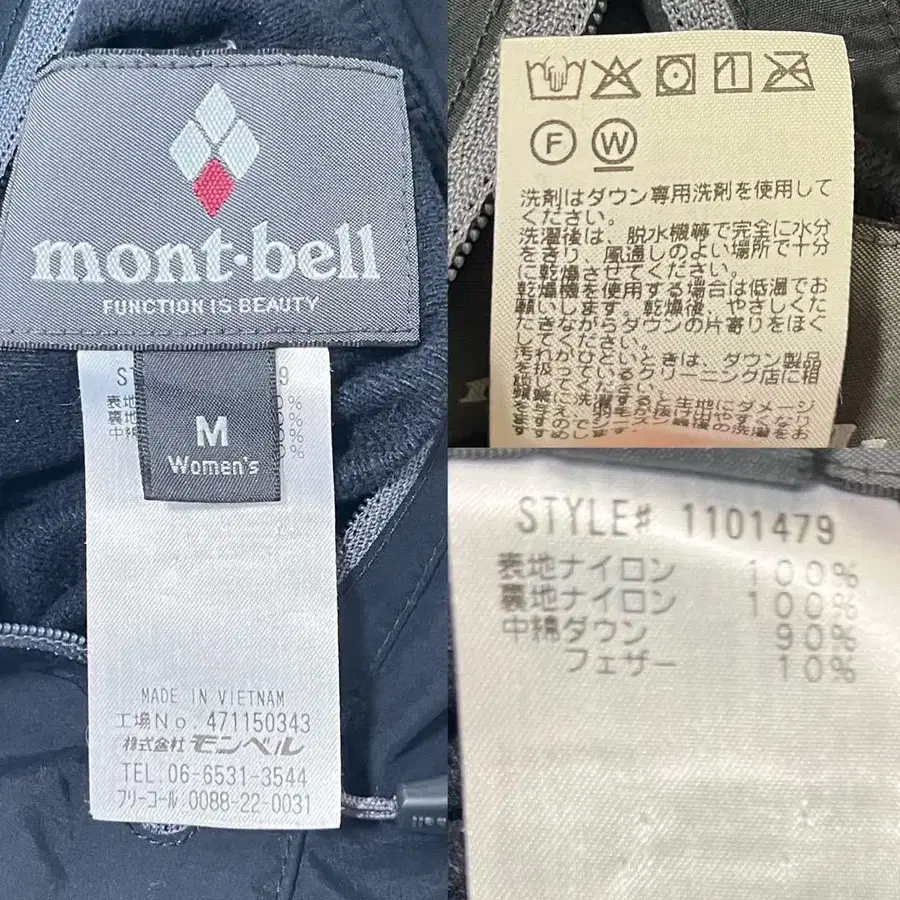 mont·bell
FUNCTION IS BEAUTY
M
Women's
MADE IN VIETNAM
工場No. 471150343
株式会社 モンベル
TEL. 06-6531-3544
フリーコール 0088-22-0031
F W
洗剤はダウン専用洗剤を使用して
ください。
洗濯後は、脱水機等で完全に水分
をきり、風通しのよい場所で十分
に乾燥させてください。
乾燥機を使用する場合は低温でお
願いします。乾燥後、やさしくた
たきながらダウンの片寄りをほぐ
してください。
汚れがひどいときは、ダウン製品
を扱っているクリーニング店に相
STYLE# 1101479
表地ナイロン 100%
裏地ナイロン 100%
中綿ダウン 90%
フェザー 10%